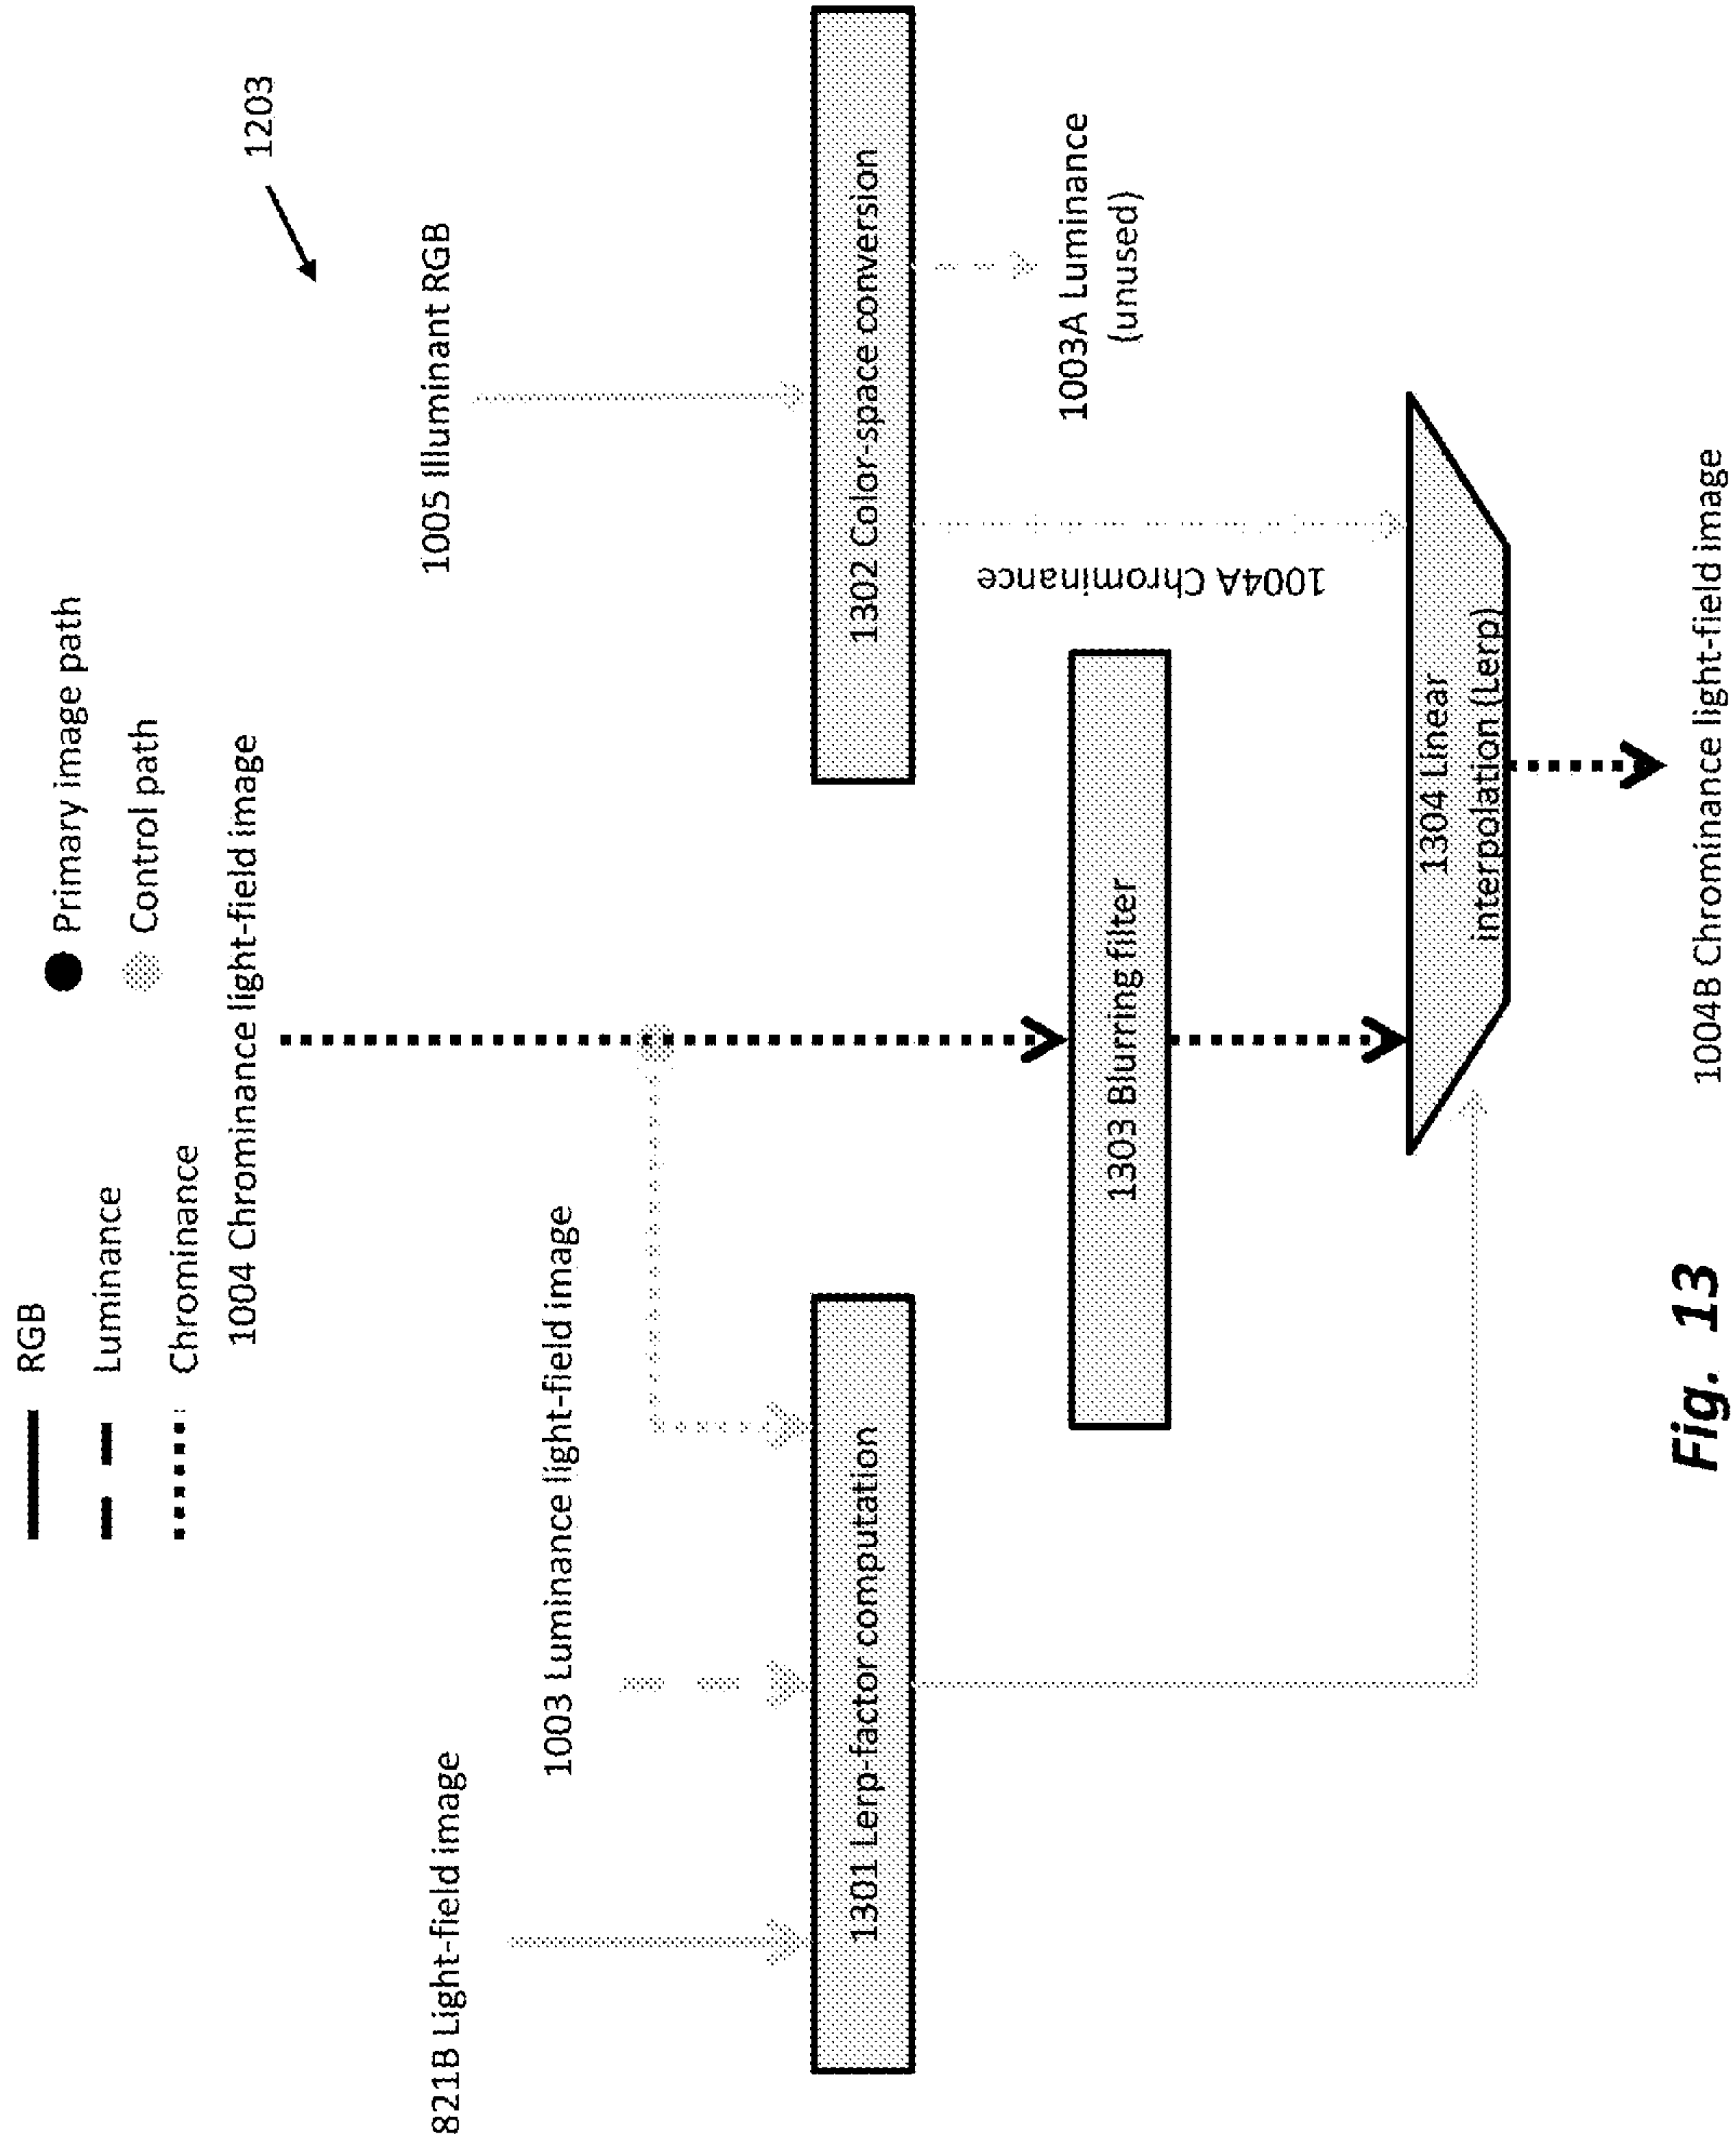 RGB
Luminance
Chrominance
Primary image path
Control path
1203
1004 Chrominance light-field image
821B Light-field image
1003 Luminance light-field image
1005 Illuminant RGB
1301 Lerp-factor computation
1302 Color-space conversion
1003A Luminance
(unused)
1004A Chrominance
1303 Blurring filter
1304 Linear
interpolation (Lerp)
1004B Chrominance light-field image
Fig. 13